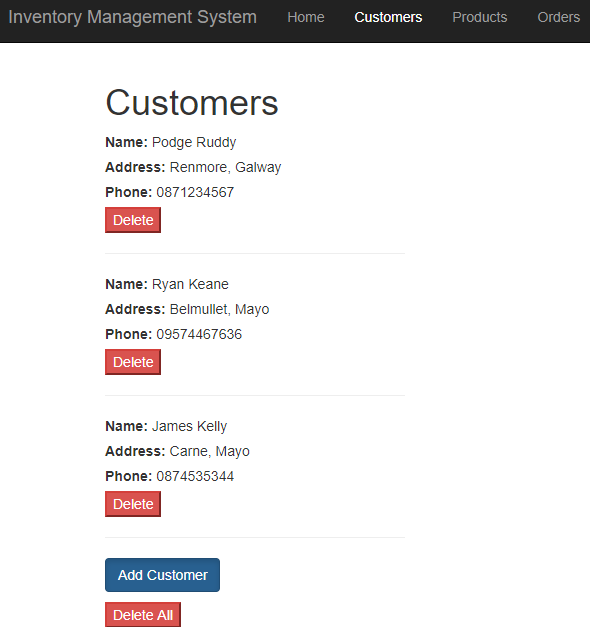 Inventory Management System Home Customers Products Orders
Customers
Name: Podge Ruddy
Address: Renmore, Galway
Phone: 0871234567
Delete
Name: Ryan Keane
Address: Belmullet, Mayo
Phone: 09574467636
Delete
Name: James Kelly
Address: Carne, Mayo
Phone: 0874535344
Delete
Add Customer
Delete All